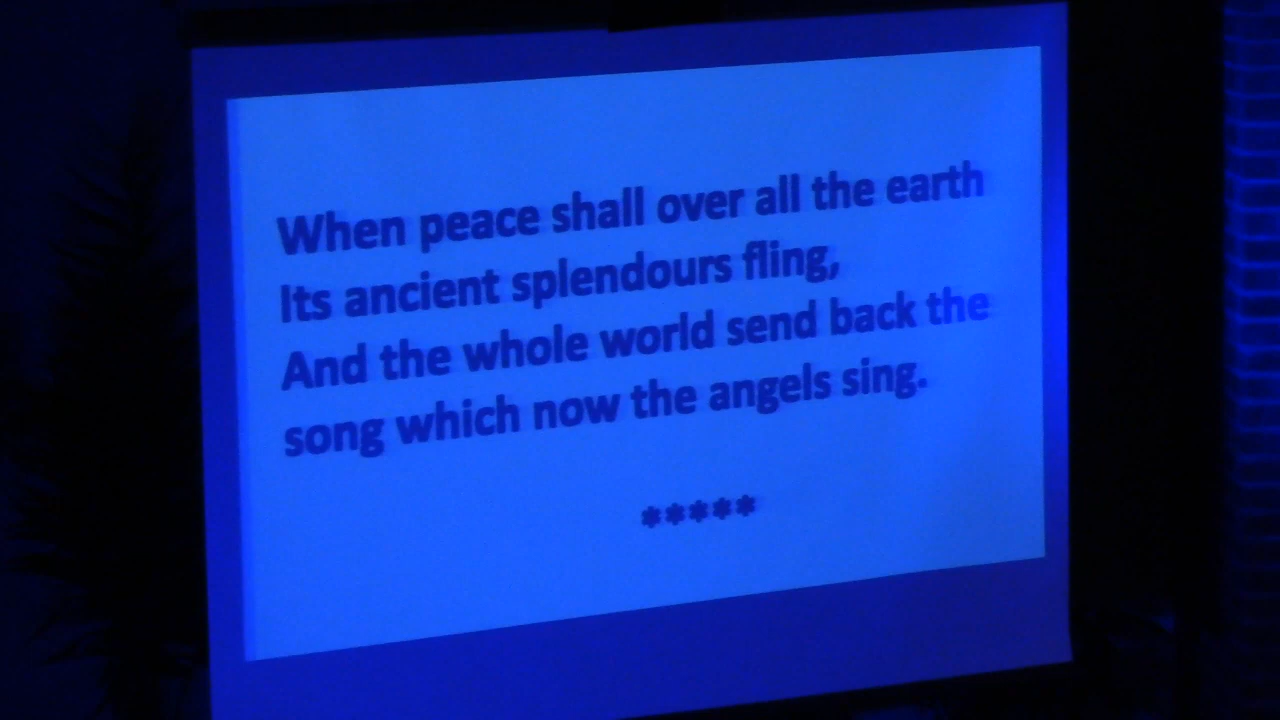 When peace shall over all the earth
Its ancient splendours fling,
And the whole world send back the
song which now the angels sing.
*****